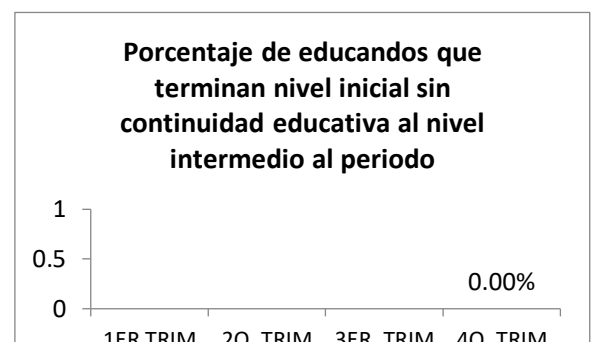 Porcentaje de educandos que
terminan nivel inicial sin
continuidad educativa al nivel
intermedio al periodo
1
0.5
0.00%
0
1ER TRIM 2O. TRIM 3ER. TRIM 4O. TRIM